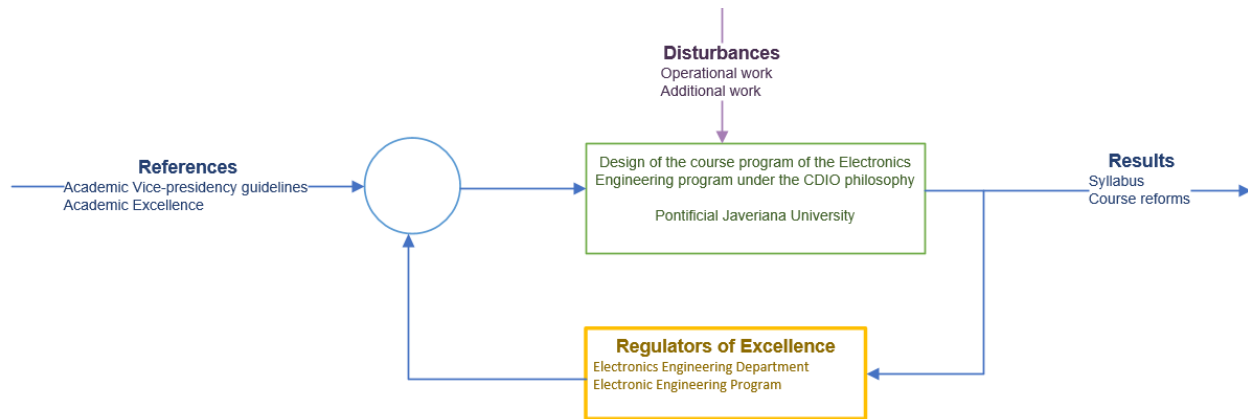 Disturbances
Operational work
Additional work
References
Academic Vice-presidency guidelines
Academic Excellence
Design of the course program of the Electronics
Engineering program under the CDIO philosophy
Pontificial Javeriana University
Results
Syllabus
Course reforms
Regulators of Excellence
Electronics Engineering Department
Electronic Engineering Program